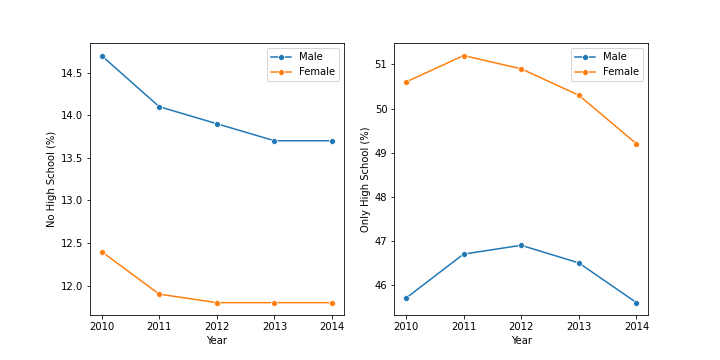 No High School (%)
14.5
14.0
13.5
13.0
12.5
12.0
2010 2011 2012 2013 2014
Year
Male
Female
Only High School (%)
51
50
49
48
47
46
2010 2011 2012 2013 2014
Year
Male
Female